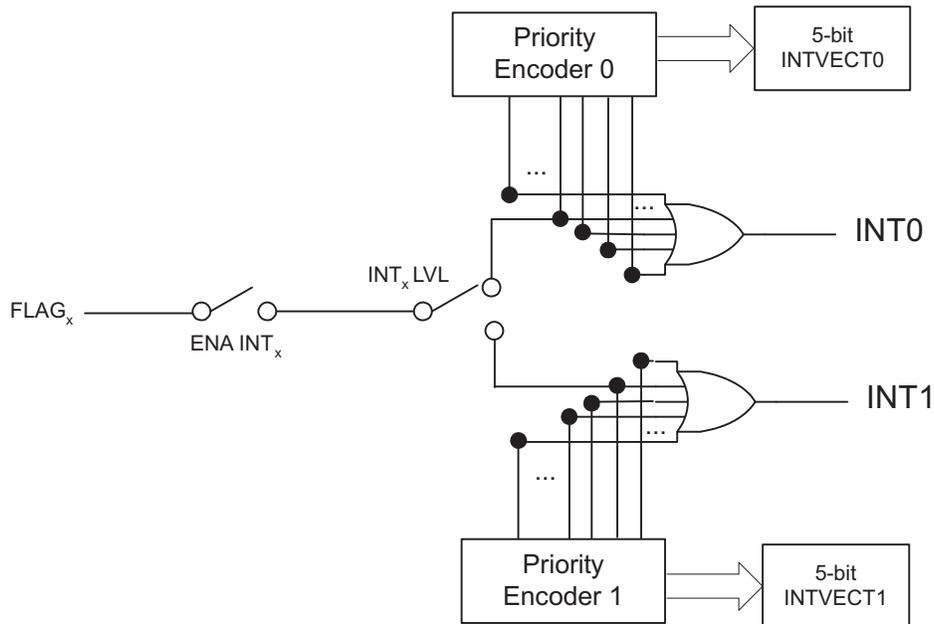 Priority
Encoder 0
5-bit
INTVECT0
...
...
INT0
INTₓ LVL
FLAGₓ
ENA INTₓ
INT1
...
...
Priority
Encoder 1
5-bit
INTVECT1